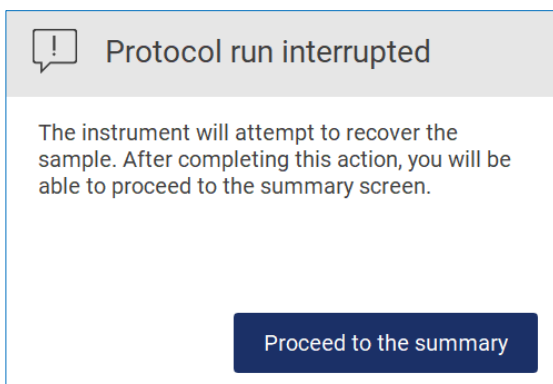 Protocol run interrupted
The instrument will attempt to recover the
sample. After completing this action, you will be
able to proceed to the summary screen.
Proceed to the summary